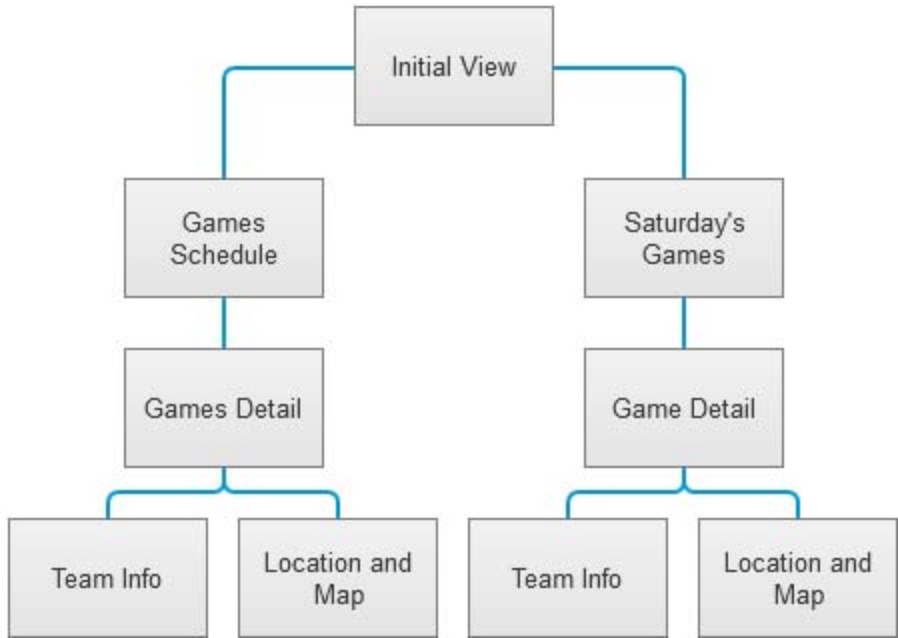 Initial View
Games
Schedule
Saturday's
Games
Games Detail
Game Detail
Team Info
Location and
Map
Team Info
Location and
Map